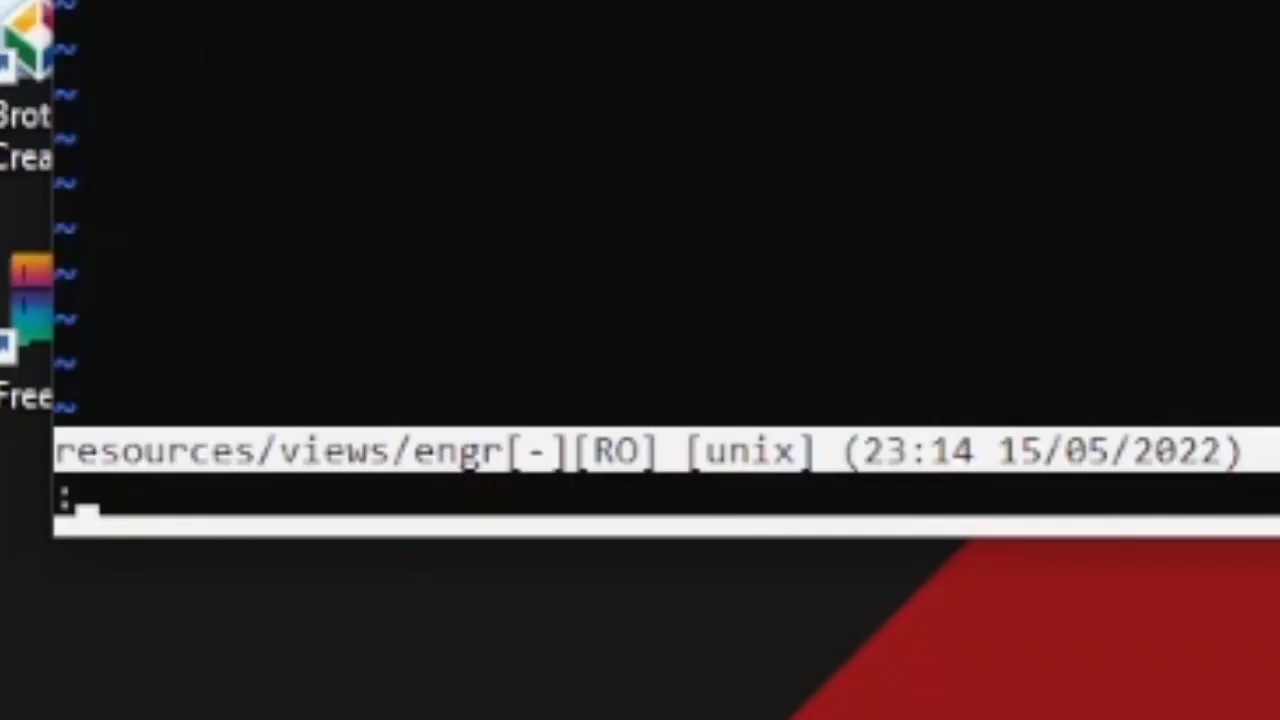 ~
~
~
Brot
~
Crea
~
~
~
~
~
Free
~
resources/views/engr[-][RO] [unix] (23:14 15/05/2022)
: